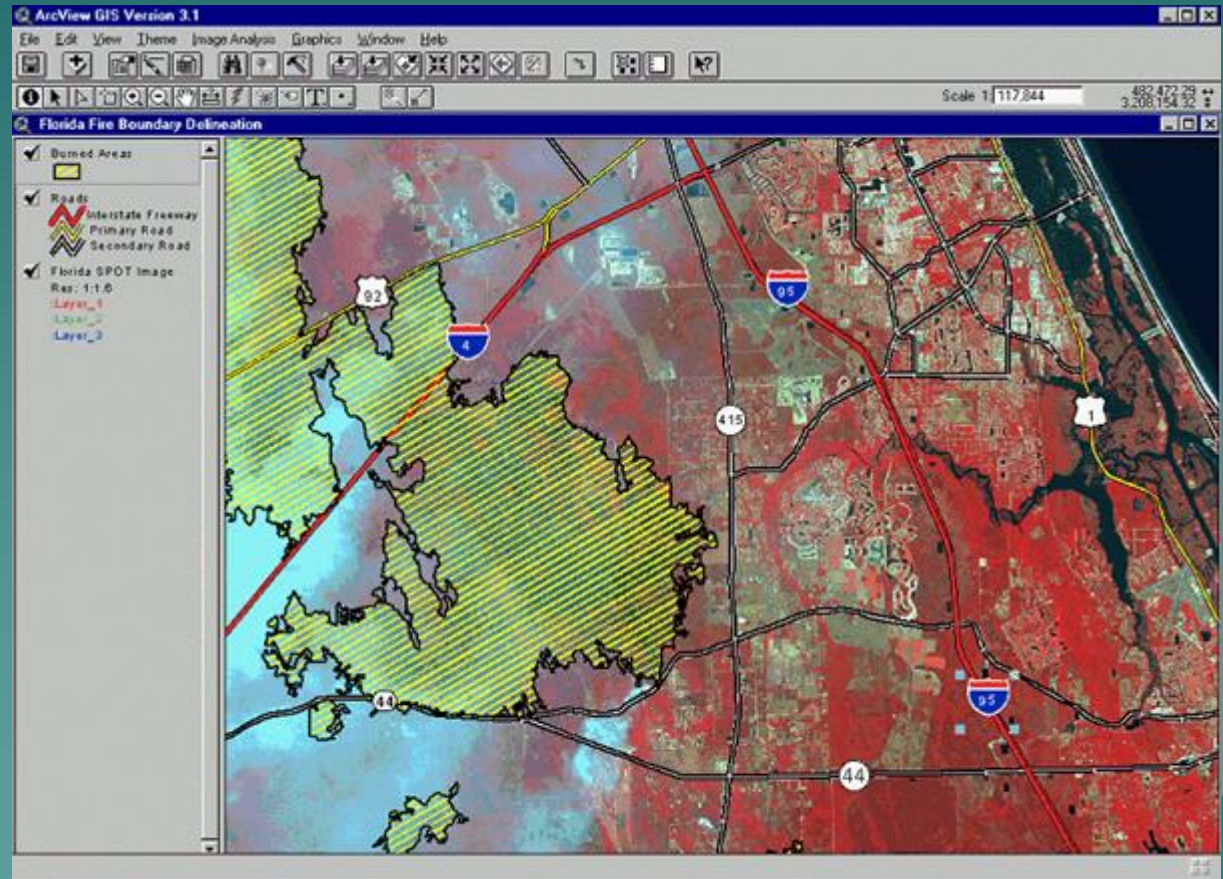 ArcView GIS Version 3.1
File Edit View Theme Image Analysis Graphics Window Help
Scale 1: 117,844
482,472.29
3,208,154.32
Florida Fire Boundary Delineation
Burned Areas
Roads
Interstate Freeway
Primary Road
Secondary Road
Florida SPOT Image
Res: 1:1.6
:Layer_1
:Layer_2
:Layer_3
92
95
4
415
1
95
44
44